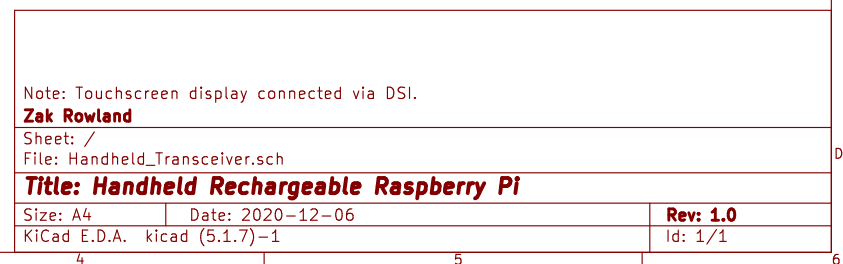 Note: Touchscreen display connected via DSI.
Zak Rowland
Sheet: /
File: Handheld_Transceiver.sch
D
Title: Handheld Rechargeable Raspberry Pi
Size: A4 Date: 2020-12-06 Rev: 1.0
KiCad E.D.A. kicad (5.1.7)-1 Id: 1/1
4 5 6